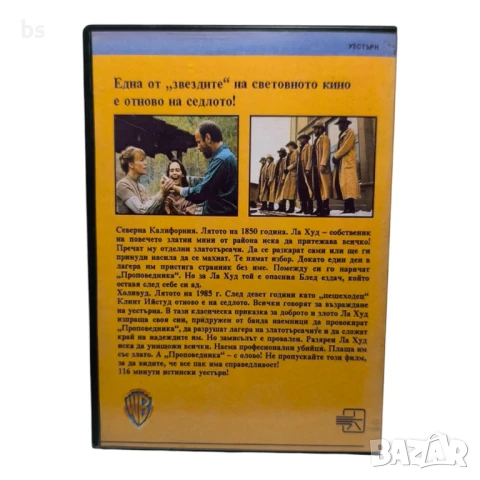 bs
УЕСТЪРН
Една от „звездите" на световното кино
е отново на седлото!
Северна Калифорния. Лятото на 1850 година. Ла Худ – собственик
на повечето златни мини от района иска да притежава всичко!
Пречат му отделни златотърсачи. Да се разкарат сами или ще ги
принуди насила да се махнат. Те нямат избор. Докато един ден в
лагера им пристига странник без име. Помежду си го наричат
"Проповедника". Но за Ла Худ той е опасния Блед ездач, който
оставя след себе си ад.
Холивуд. Лятото на 1985 г. След девет години като „пешеходец"
Клинт Ийстуд отново е на седлото. Всички говорят за възраждане
на уестърна. В тази класическа приказка за доброто и злото Ла Худ
изпраща своя син, придружен от банда наемници да провокират
"Проповедника", да разрушат лагера на златотърсачите и да сложат
край на надеждите им. Но замисълът е провален. Разярен Ла Худ
иска да унищожи всички. Наема професионални убийци. Плаща им
със злато. А "Проповедника" – с олово! Не пропускайте този филм,
за да видите, че все пак има справедливост!
116 минути истински уестърн!
WB
BAZAR
.bg